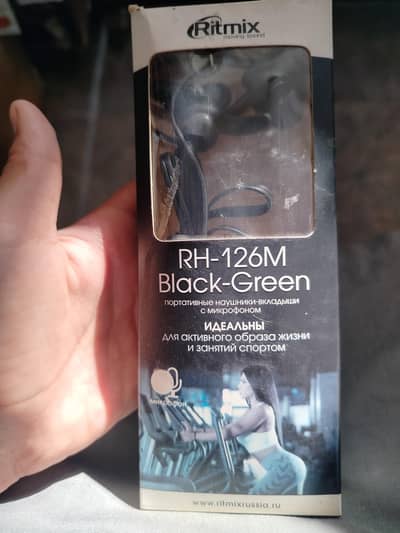 Ritmix
moving sound
RH-126M
Black-Green
портативные наушники-вкладыши
с микрофоном
ИДЕАЛЬНЫ
для активного образа жизни
и занятий спортом
микрофон
www.ritmixrussia.ru